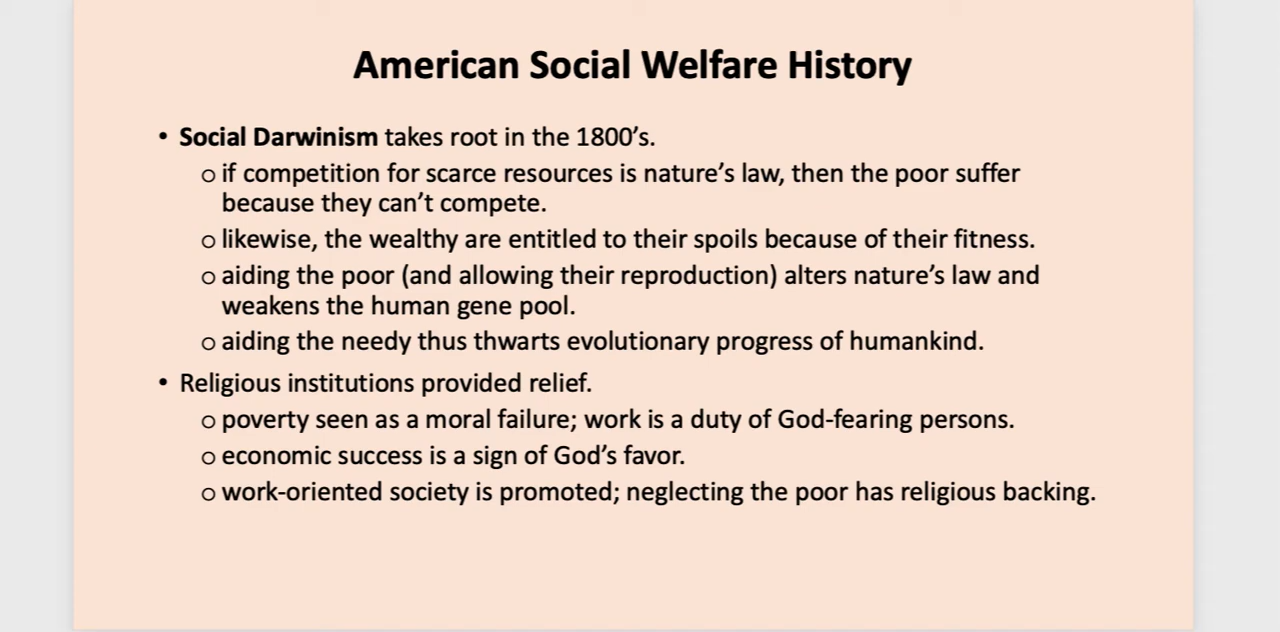 American Social Welfare History
• Social Darwinism takes root in the 1800’s.
o if competition for scarce resources is nature’s law, then the poor suffer
because they can’t compete.
o likewise, the wealthy are entitled to their spoils because of their fitness.
o aiding the poor (and allowing their reproduction) alters nature’s law and
weakens the human gene pool.
o aiding the needy thus thwarts evolutionary progress of humankind.
• Religious institutions provided relief.
o poverty seen as a moral failure; work is a duty of God-fearing persons.
o economic success is a sign of God’s favor.
o work-oriented society is promoted; neglecting the poor has religious backing.